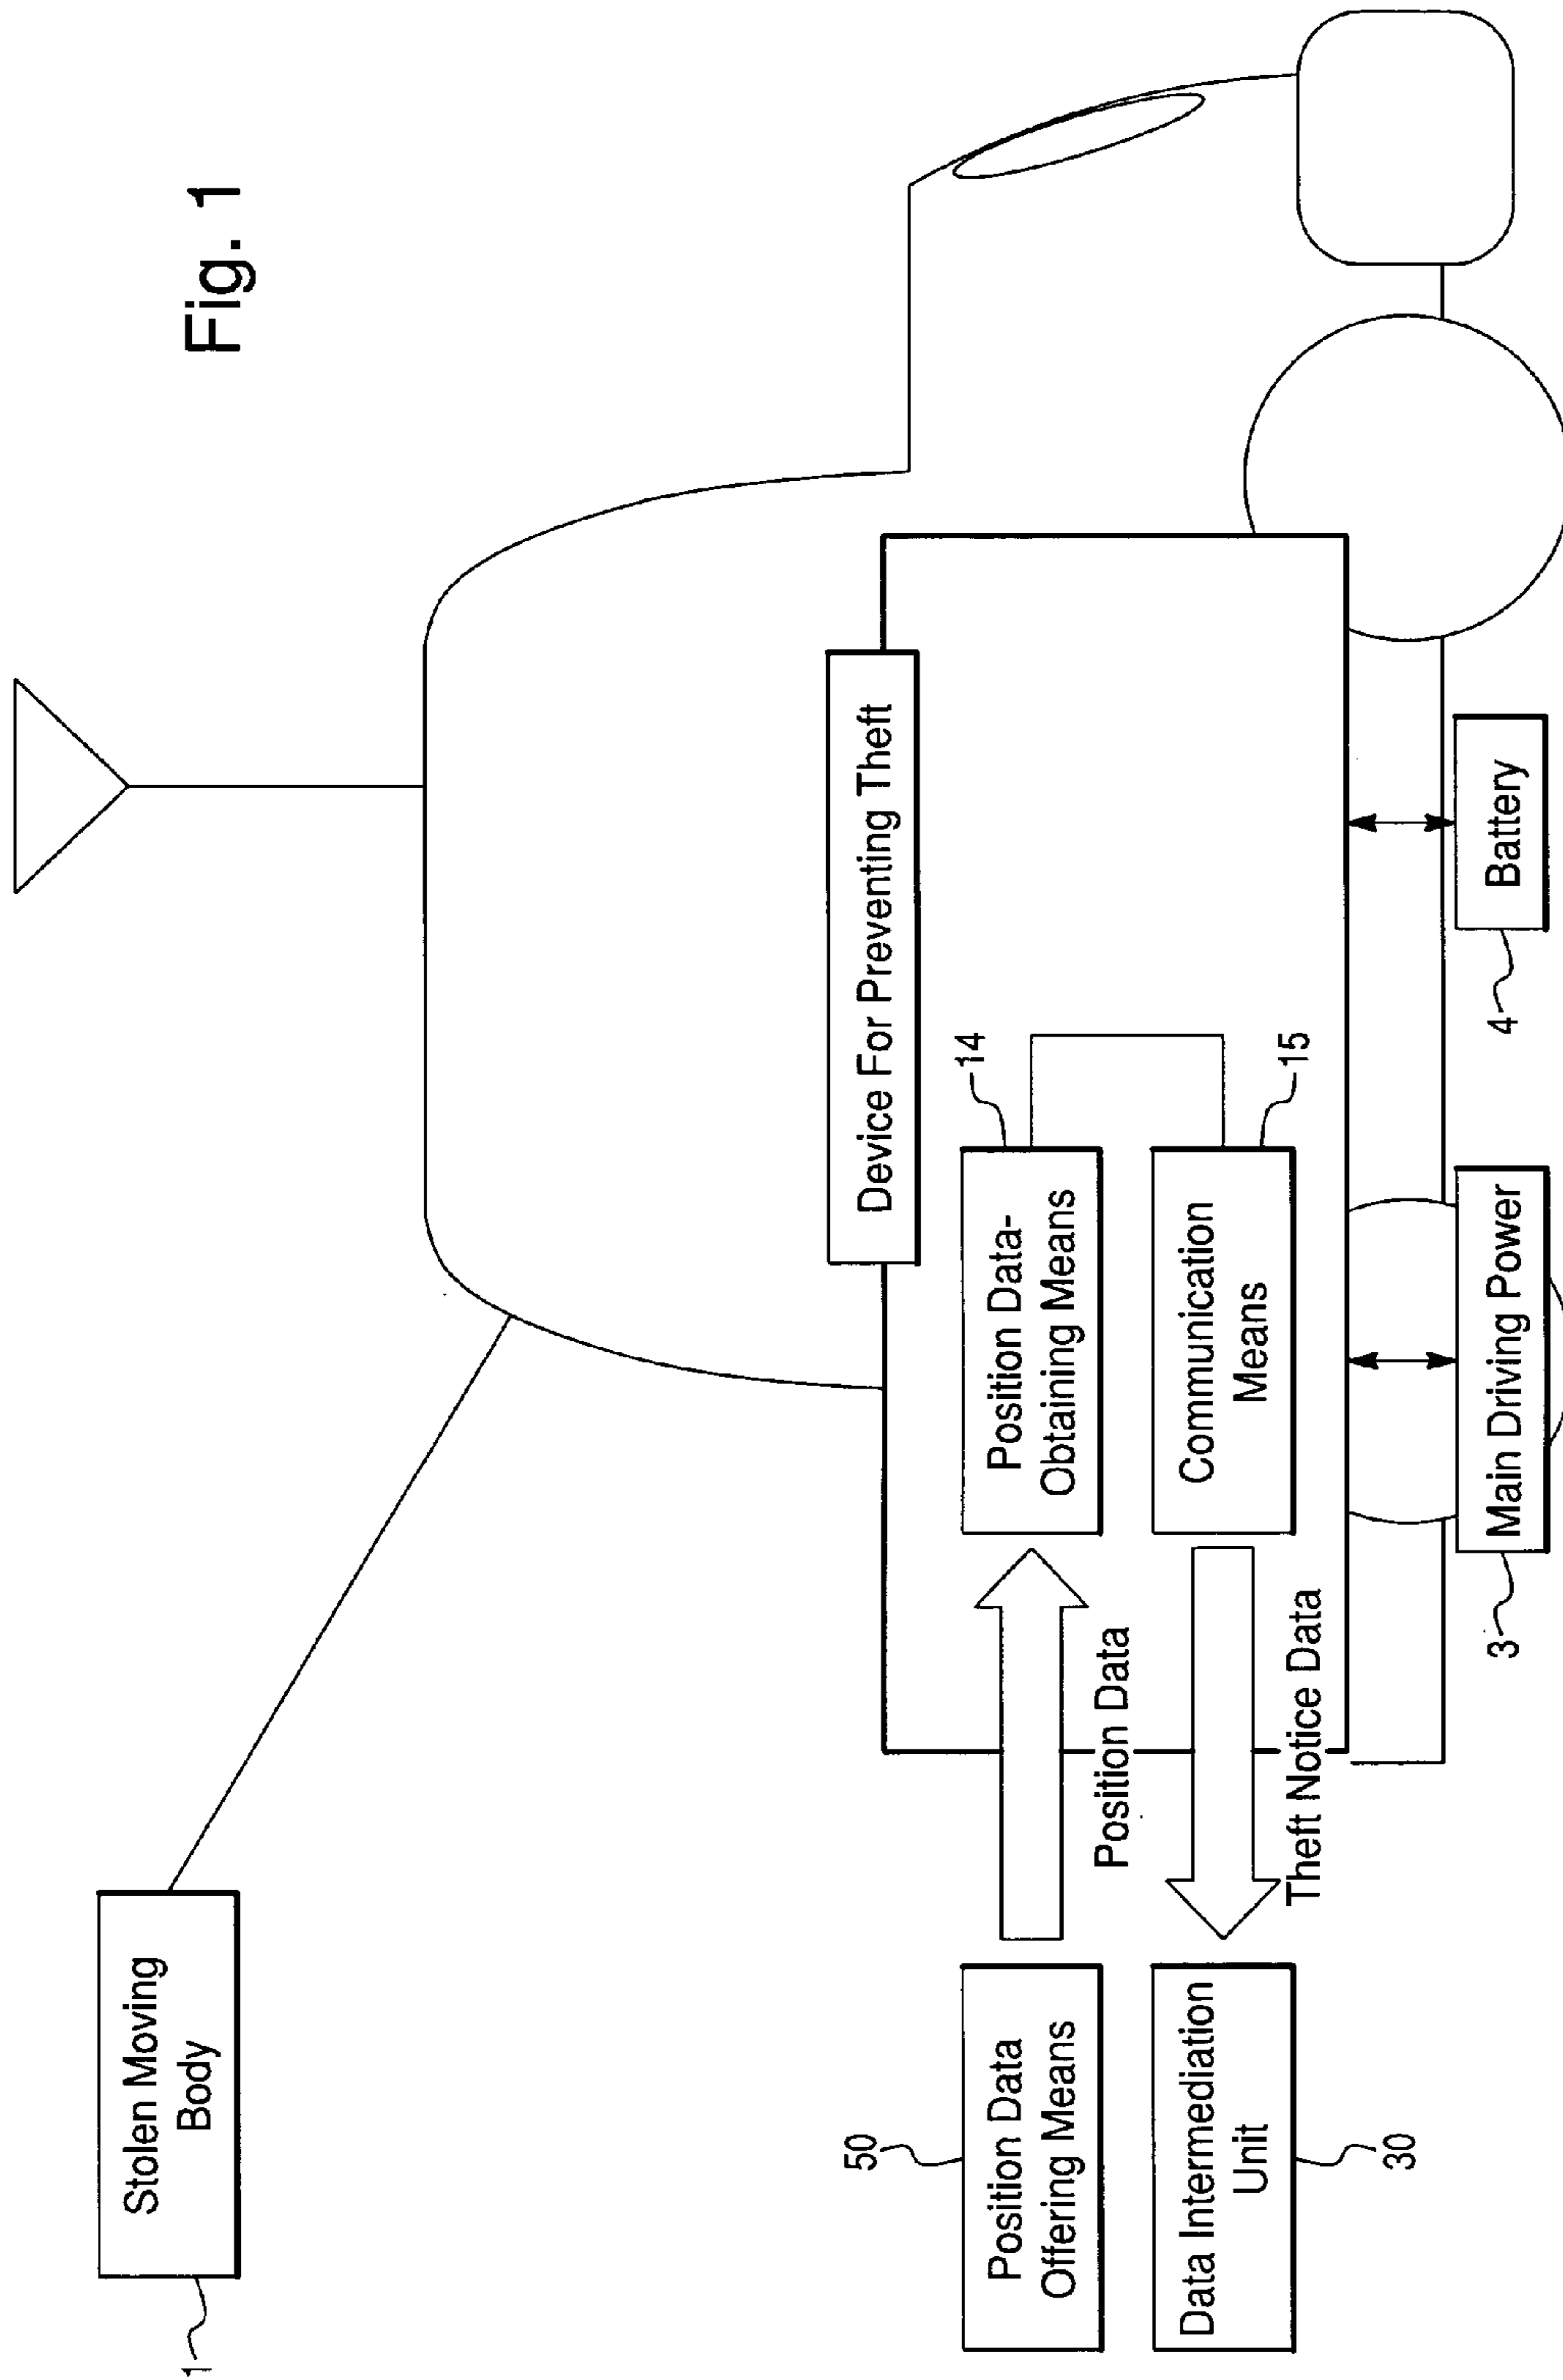 Fig. 1
1
Stolen Moving
Body
Device For Preventing Theft
50
Position Data
Offering Means
Position Data
14
Position Data-
Obtaining Means
Data Intermediation
Unit
30
Theft Notice Data
Communication
Means
15
3
Main Driving Power
4
Battery